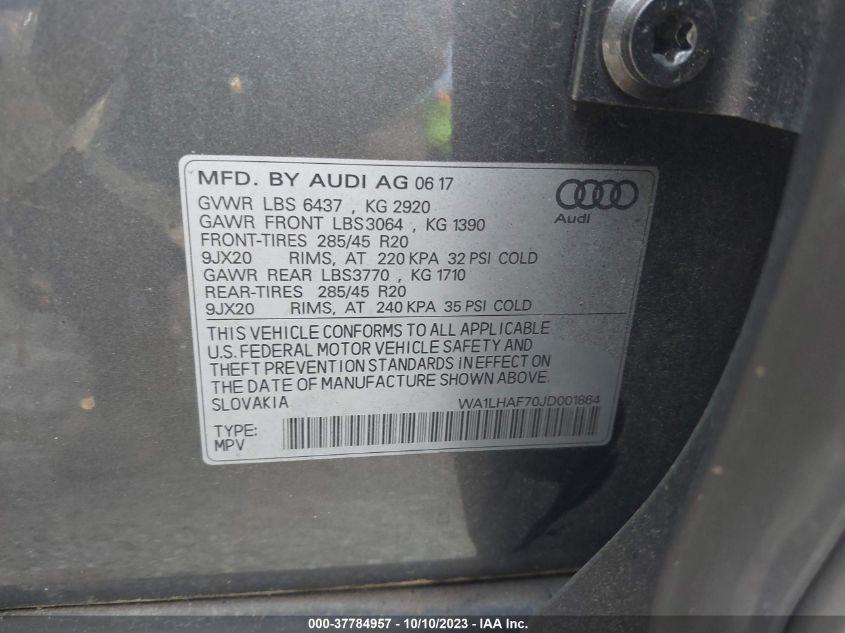 MFD. BY AUDI AG 06 17
GVWR LBS 6437 , KG 2920
GAWR FRONT LBS3064 , KG 1390
FRONT-TIRES 285/45 R20
9JX20 RIMS, AT 220 KPA 32 PSI COLD
GAWR REAR LBS3770 , KG 1710
REAR-TIRES 285/45 R20
9JX20 RIMS, AT 240 KPA 35 PSI COLD
Audi
THIS VEHICLE CONFORMS TO ALL APPLICABLE
U.S. FEDERAL MOTOR VEHICLE SAFETY AND
THEFT PREVENTION STANDARDS IN EFFECT ON
THE DATE OF MANUFACTURE SHOWN ABOVE.
SLOVAKIA WA1LHAF70JD001864
TYPE:
MPV
000-37784957 - 10/10/2023 - IAA Inc.